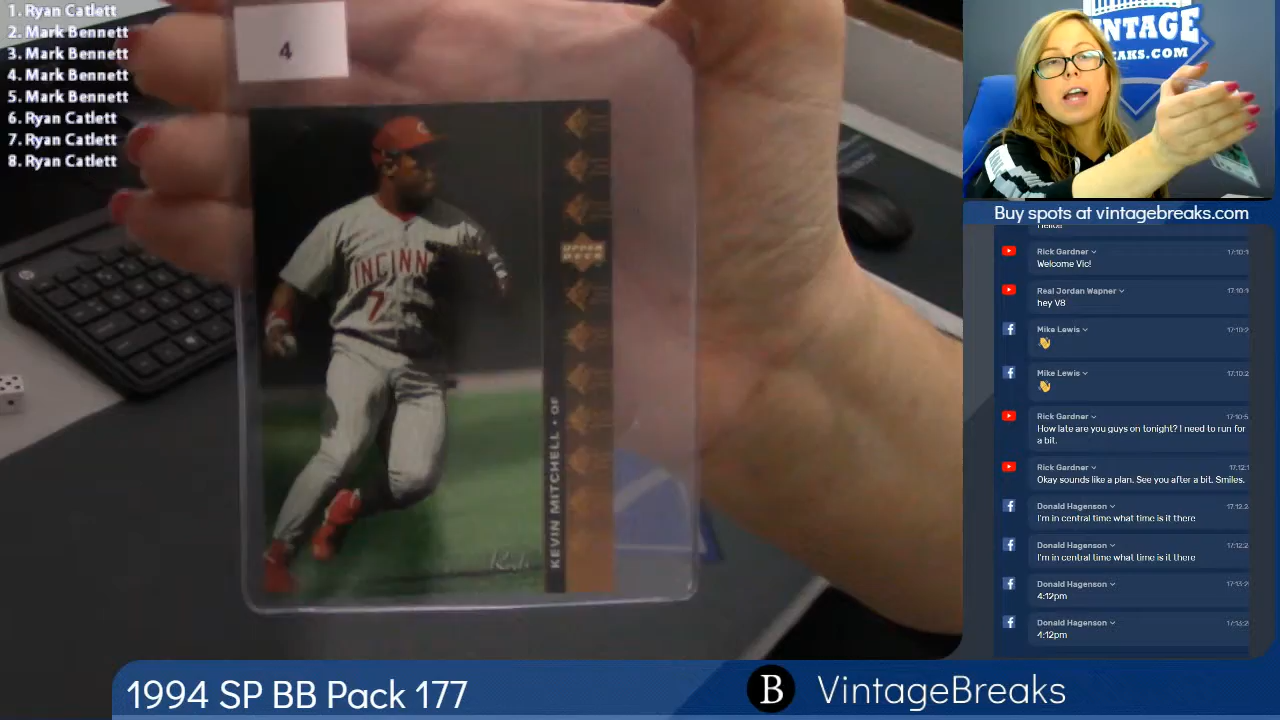 1. Ryan Catlett
2. Mark Bennett
3. Mark Bennett
4. Mark Bennett
5. Mark Bennett
6. Ryan Catlett
7. Ryan Catlett
8. Ryan Catlett
4
UPPER
DECK
CINCINN
7
KEVIN MITCHELL • OF
Reds
VINTAGE
BREAKS.COM
Buy spots at vintagebreaks.com
Hello!
Rick Gardner
Welcome Vic!
Real Jordan Wapner
hey V8
Mike Lewis
👋
Mike Lewis
👋
Rick Gardner
How late are you guys on tonight? I need to run for
a bit.
Rick Gardner
Okay sounds like a plan. See you after a bit. Smiles.
Donald Hagenson
I'm in central time what time is it there
Donald Hagenson
I'm in central time what time is it there
Donald Hagenson
4:12pm
Donald Hagenson
4:12pm
1994 SP BB Pack 177
B VintageBreaks